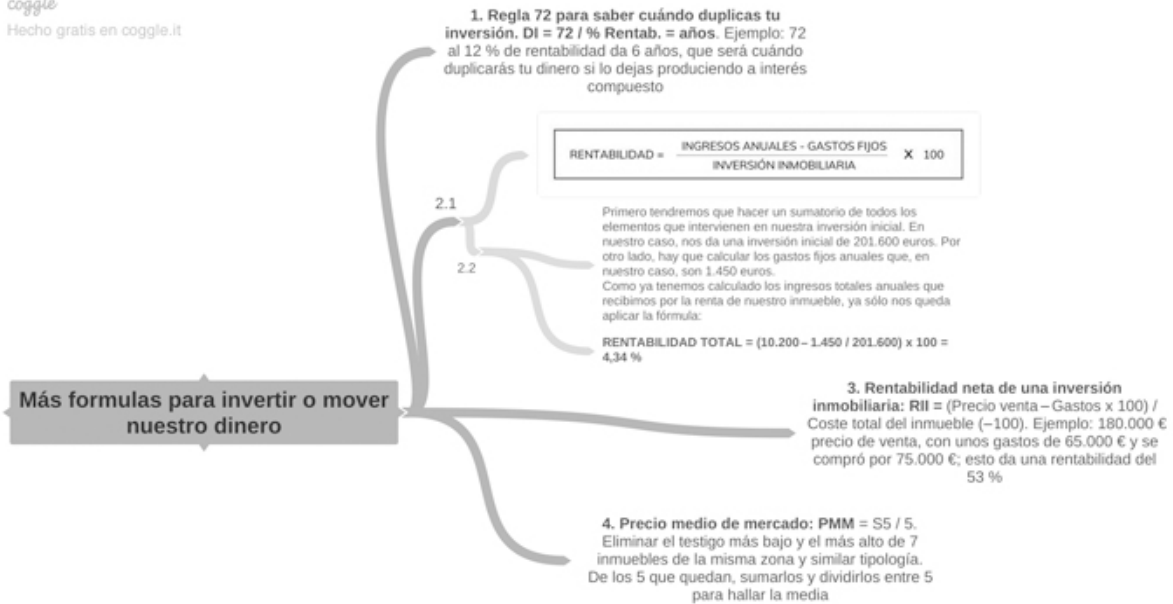 coggle
Hecho gratis en coggle.it
1. Regla 72 para saber cuándo duplicas tu
inversión. DI = 72 / % Rentab. = años. Ejemplo: 72
al 12 % de rentabilidad da 6 años, que será cuándo
duplicarás tu dinero si lo dejas produciendo a interés
compuesto
2.1
RENTABILIDAD = INGRESOS ANUALES - GASTOS FIJOS X 100
INVERSIÓN INMOBILIARIA
2.2
Primero tendremos que hacer un sumatorio de todos los
elementos que intervienen en nuestra inversión inicial. En
nuestro caso, nos da una inversión inicial de 201.600 euros. Por
otro lado, hay que calcular los gastos fijos anuales que, en
nuestro caso, son 1.450 euros.
Como ya tenemos calculado los ingresos totales anuales que
recibimos por la renta de nuestro inmueble, ya sólo nos queda
aplicar la fórmula:
RENTABILIDAD TOTAL = (10.200 – 1.450 / 201.600) x 100 =
4,34 %
Más formulas para invertir o mover
nuestro dinero
3. Rentabilidad neta de una inversión
inmobiliaria: RII = (Precio venta – Gastos x 100) /
Coste total del inmueble (–100). Ejemplo: 180.000 €
precio de venta, con unos gastos de 65.000 € y se
compró por 75.000 €; esto da una rentabilidad del
53 %
4. Precio medio de mercado: PMM = S5 / 5.
Eliminar el testigo más bajo y el más alto de 7
inmuebles de la misma zona y similar tipología.
De los 5 que quedan, sumarlos y dividirlos entre 5
para hallar la media